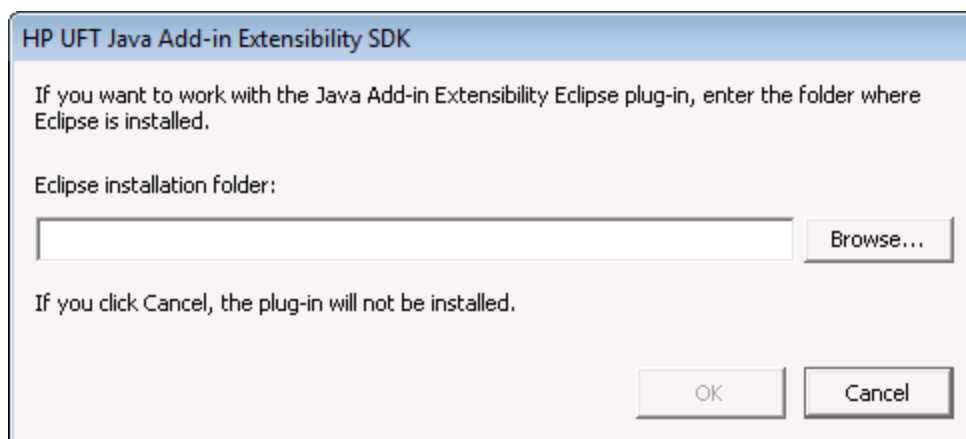 HP UFT Java Add-in Extensibility SDK
If you want to work with the Java Add-in Extensibility Eclipse plug-in, enter the folder where
Eclipse is installed.
Eclipse installation folder:
Browse...
If you click Cancel, the plug-in will not be installed.
OK
Cancel